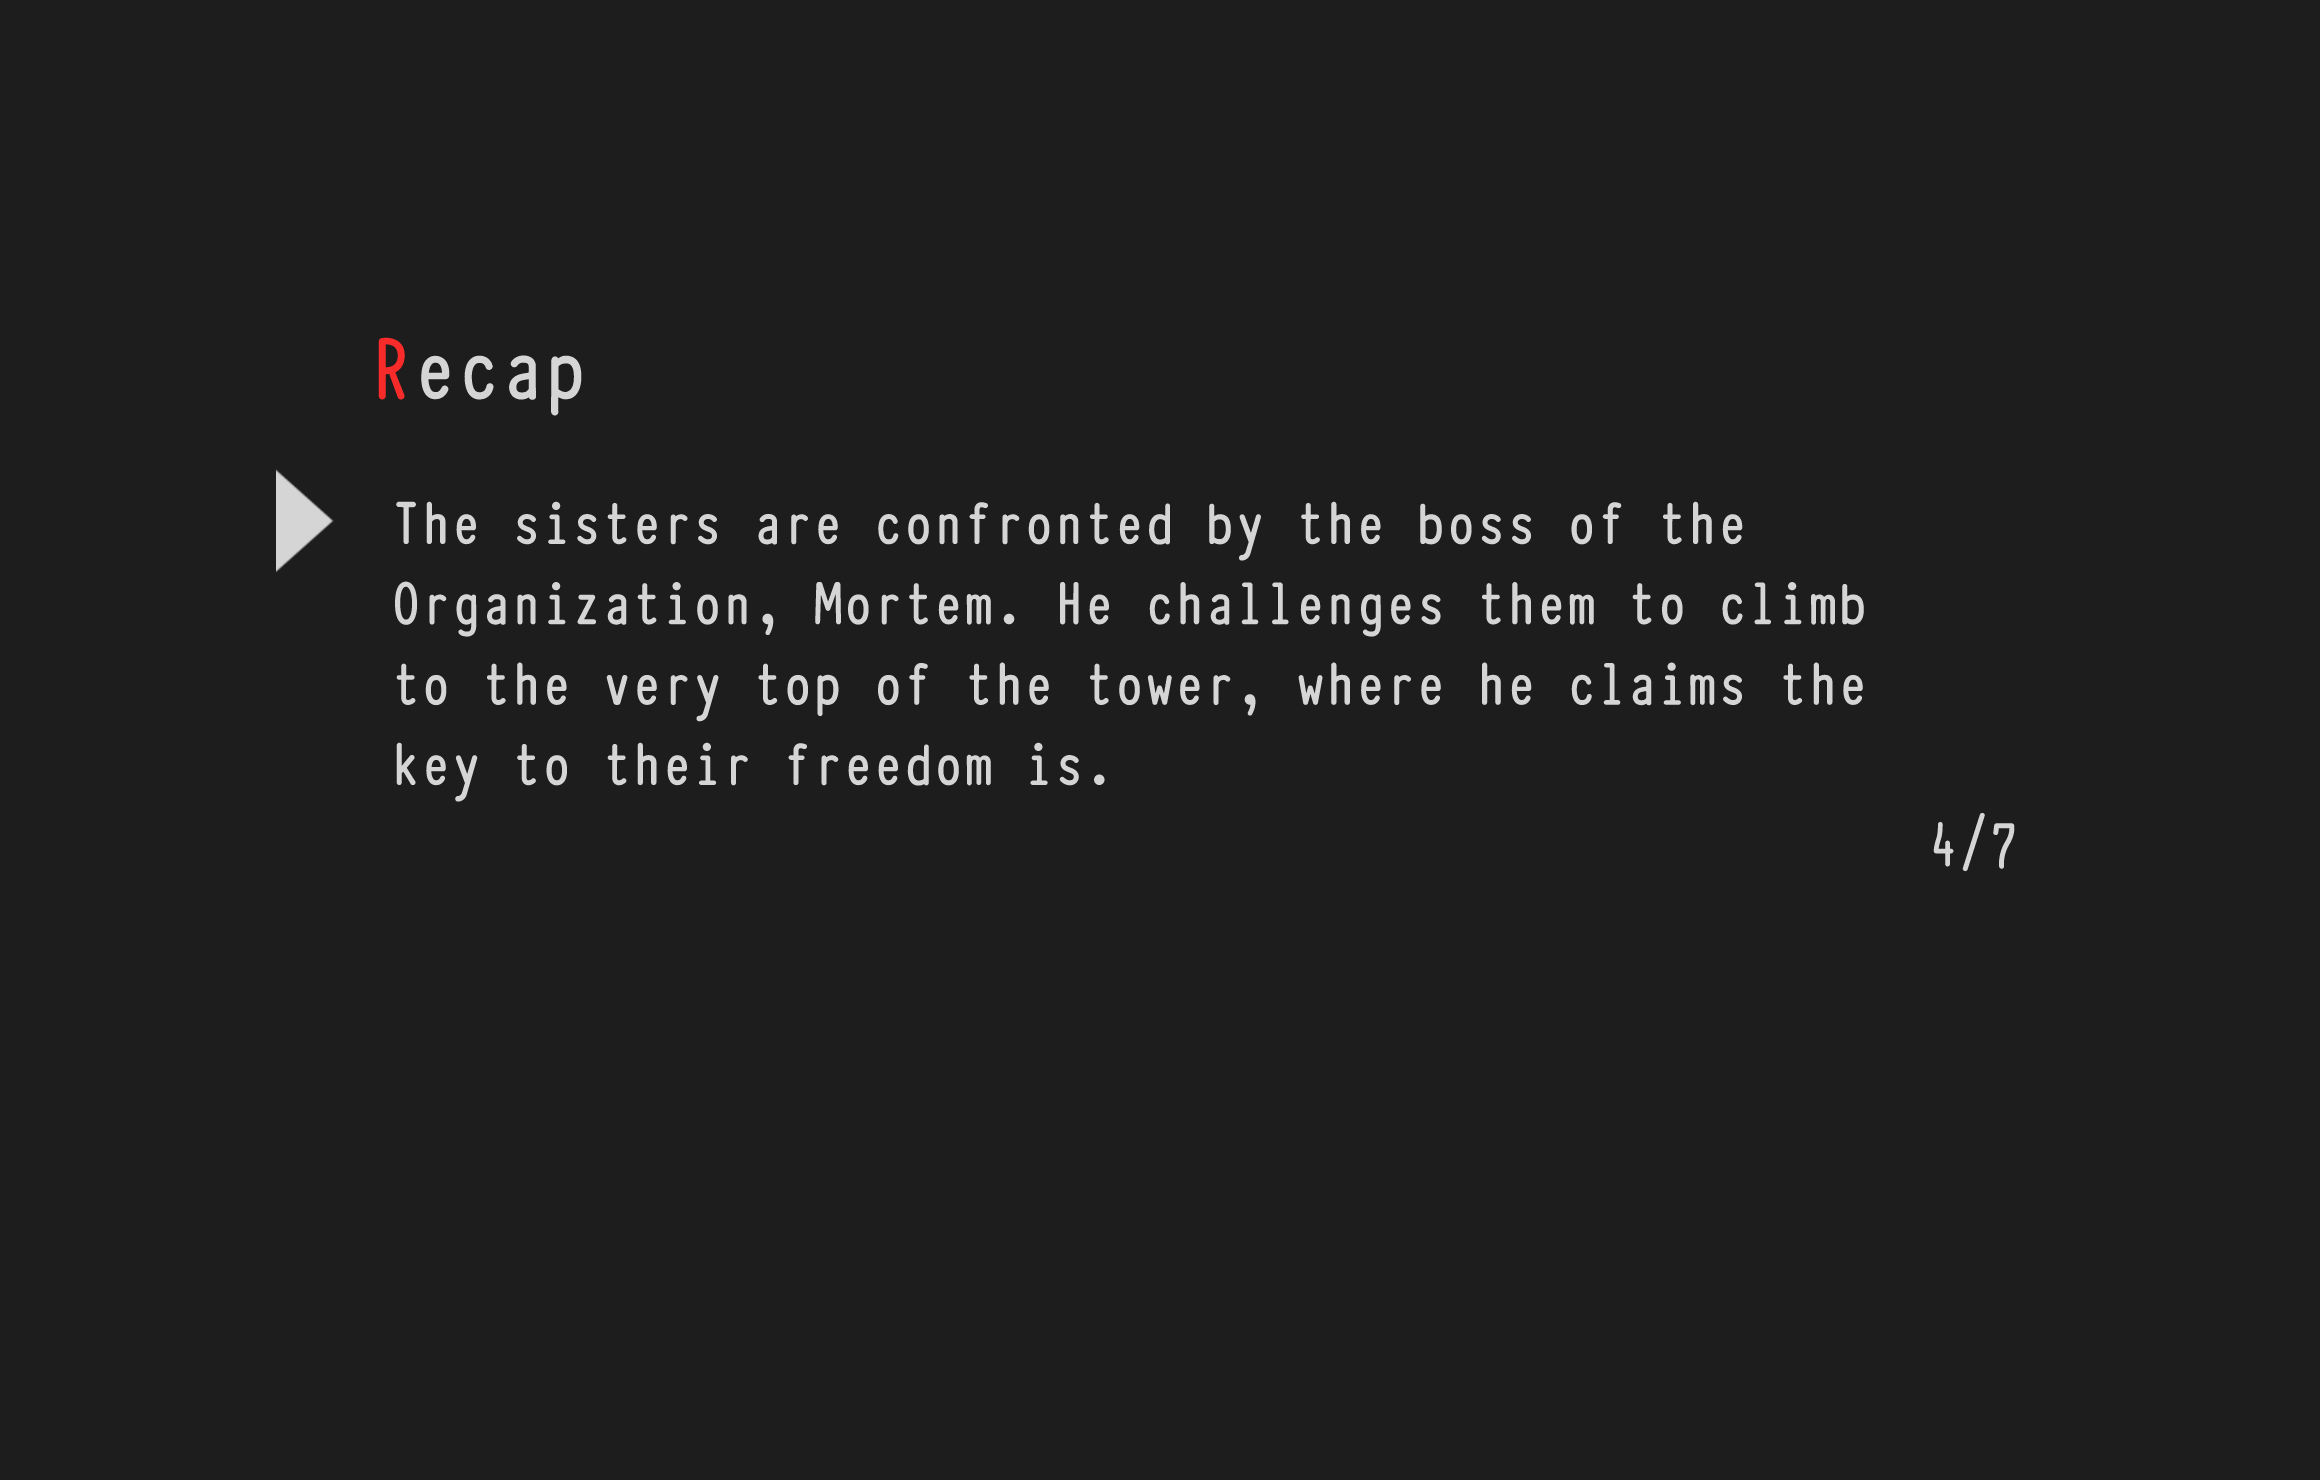 Recap
The sisters are confronted by the boss of the
Organization, Mortem. He challenges them to climb
to the very top of the tower, where he claims the
key to their freedom is.
4/7